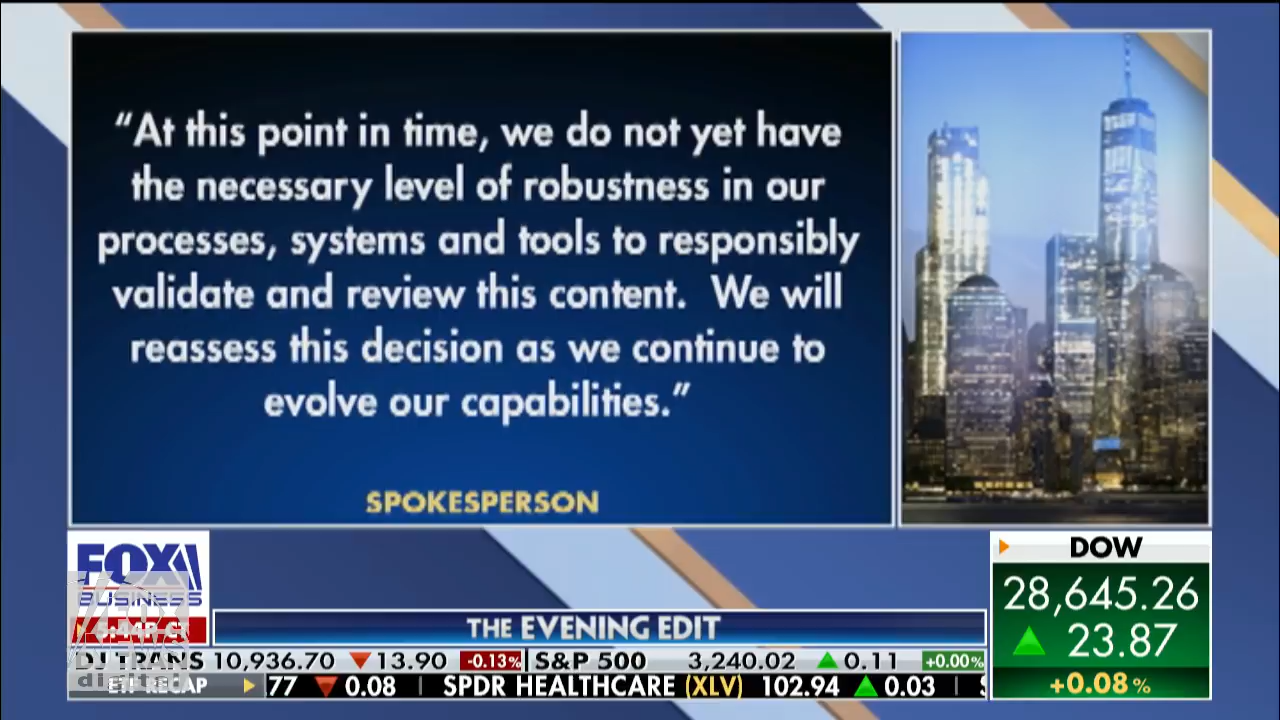 “At this point in time, we do not yet have
the necessary level of robustness in our
processes, systems and tools to responsibly
validate and review this content. We will
reassess this decision as we continue to
evolve our capabilities.”
SPOKESPERSON
FOX
BUSINESS
THE EVENING EDIT
DJ TRANS 10,936.70 ▼ 13.90 -0.13% S&P 500 3,240.02 ▲ 0.11 +0.00%
ETF RECAP 77 ▼ 0.08 SPDR HEALTHCARE (XLV) 102.94 ▲ 0.03
digital
DOW
28,645.26
▲ 23.87
+0.08%